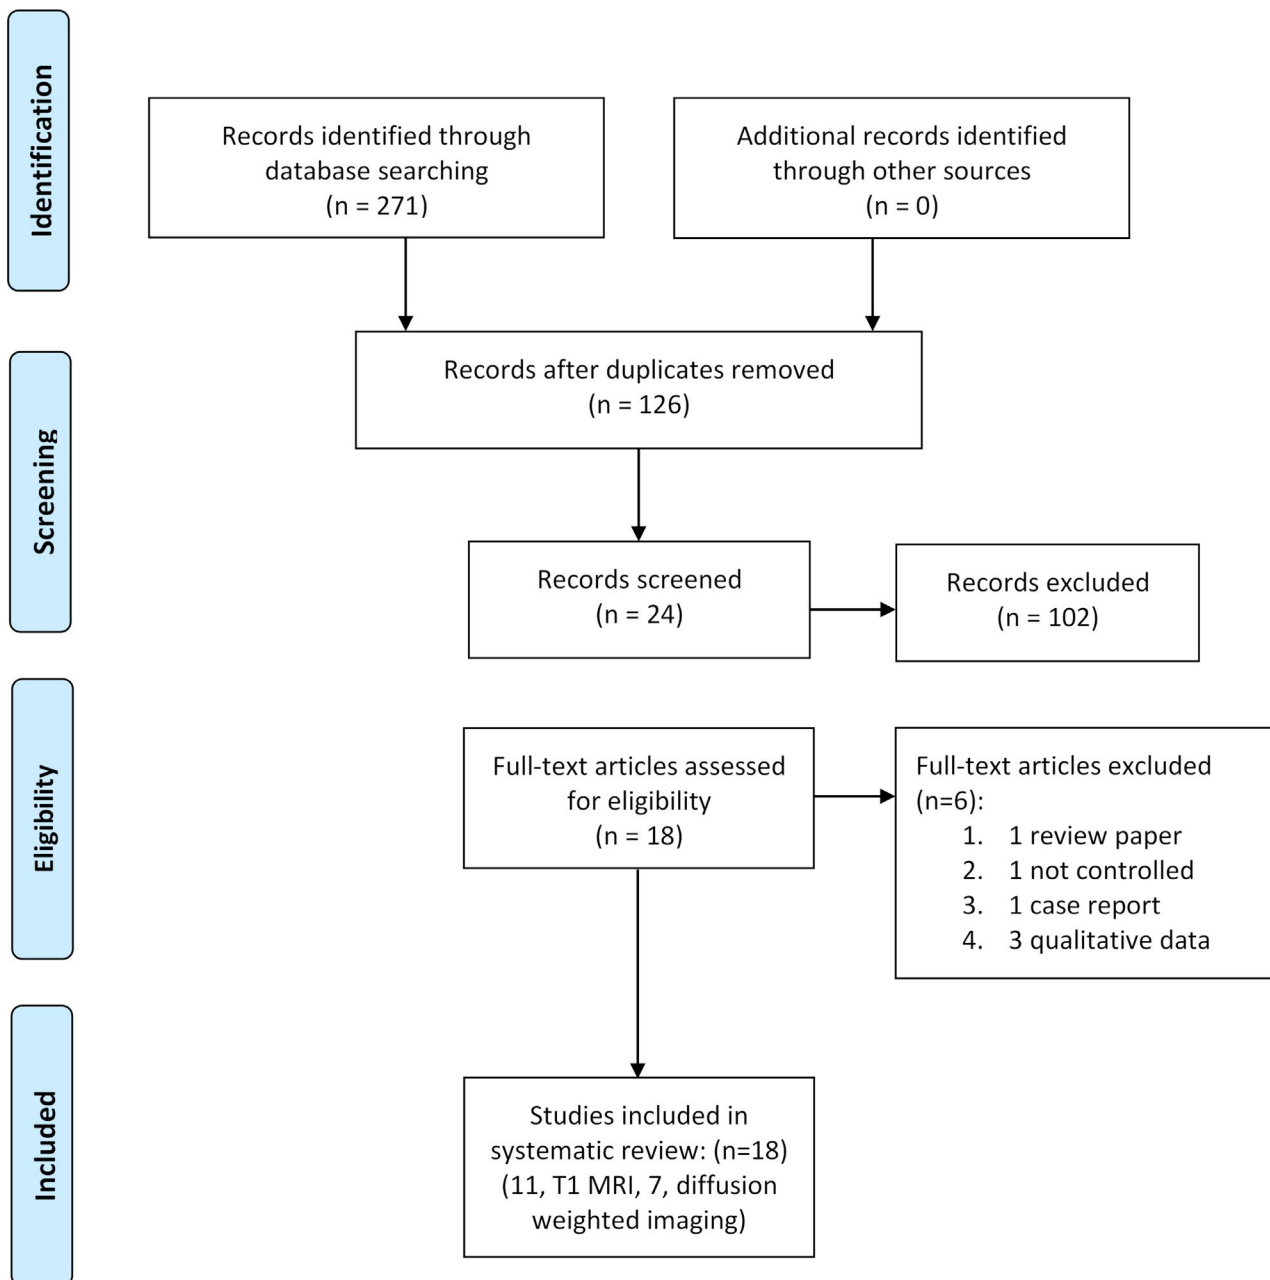 Identification
Records identified through
database searching
(n = 271)
Additional records identified
through other sources
(n = 0)
Records after duplicates removed
(n = 126)
Screening
Records screened
(n = 24)
Records excluded
(n = 102)
Eligibility
Full-text articles assessed
for eligibility
(n = 18)
Full-text articles excluded
(n=6):
1. 1 review paper
2. 1 not controlled
3. 1 case report
4. 3 qualitative data
Included
Studies included in
systematic review: (n=18)
(11, T1 MRI, 7, diffusion
weighted imaging)